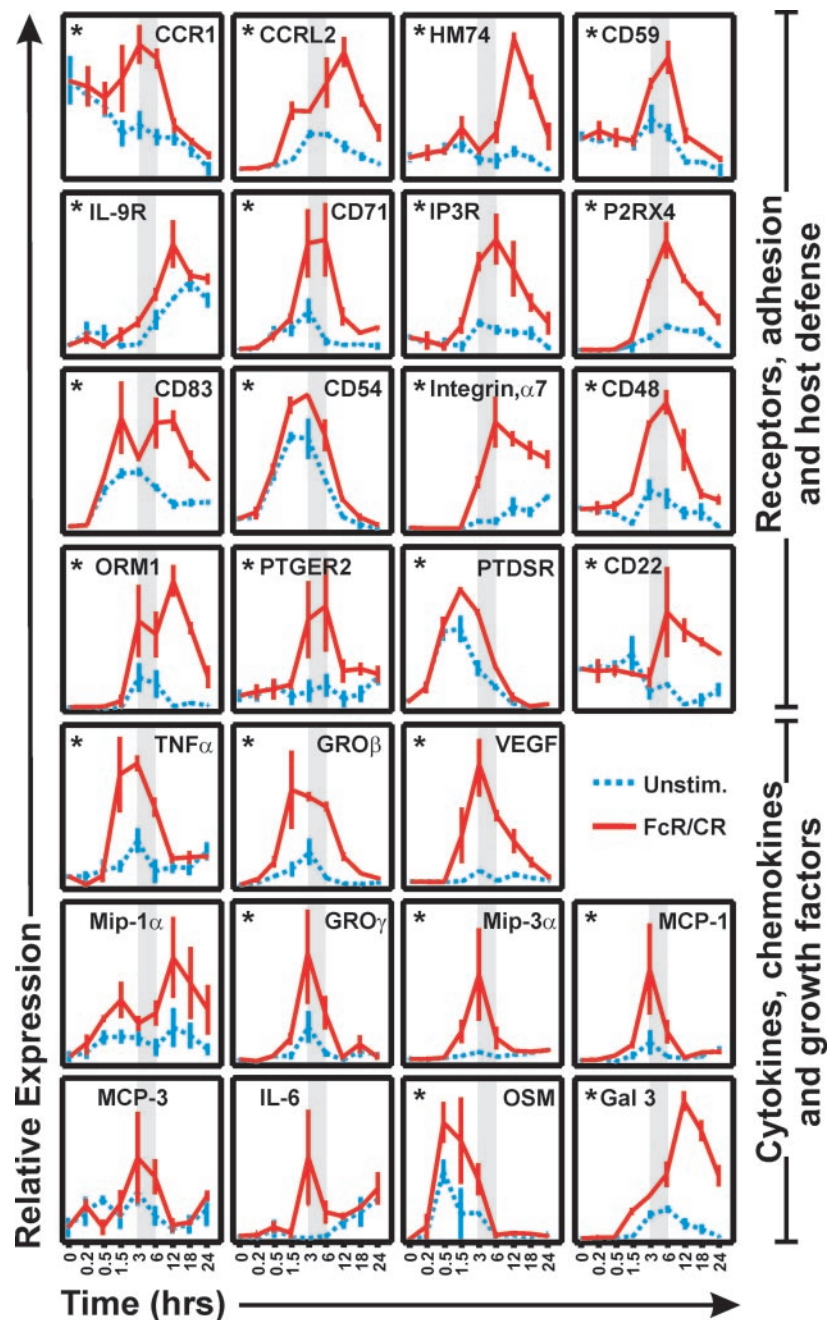 Relative Expression
* CCR1
* CCRL2
* HM74
* CD59
* IL-9R
* CD71
* IP3R
* P2RX4
* CD83
* CD54
* Integrin,α7
* CD48
* ORM1
* PTGER2
* PTDSR
* CD22
Receptors, adhesion
and host defense
* TNFα
* GROβ
* VEGF
Unstim.
FcR/CR
Mip-1α
* GROγ
* Mip-3α
* MCP-1
MCP-3
IL-6
* OSM
* Gal 3
Cytokines, chemokines
and growth factors
0 0.2 0.5 1.5 3 6 12 18 24
0 0.2 0.5 1.5 3 6 12 18 24
0 0.2 0.5 1.5 3 6 12 18 24
0 0.2 0.5 1.5 3 6 12 18 24
Time (hrs)